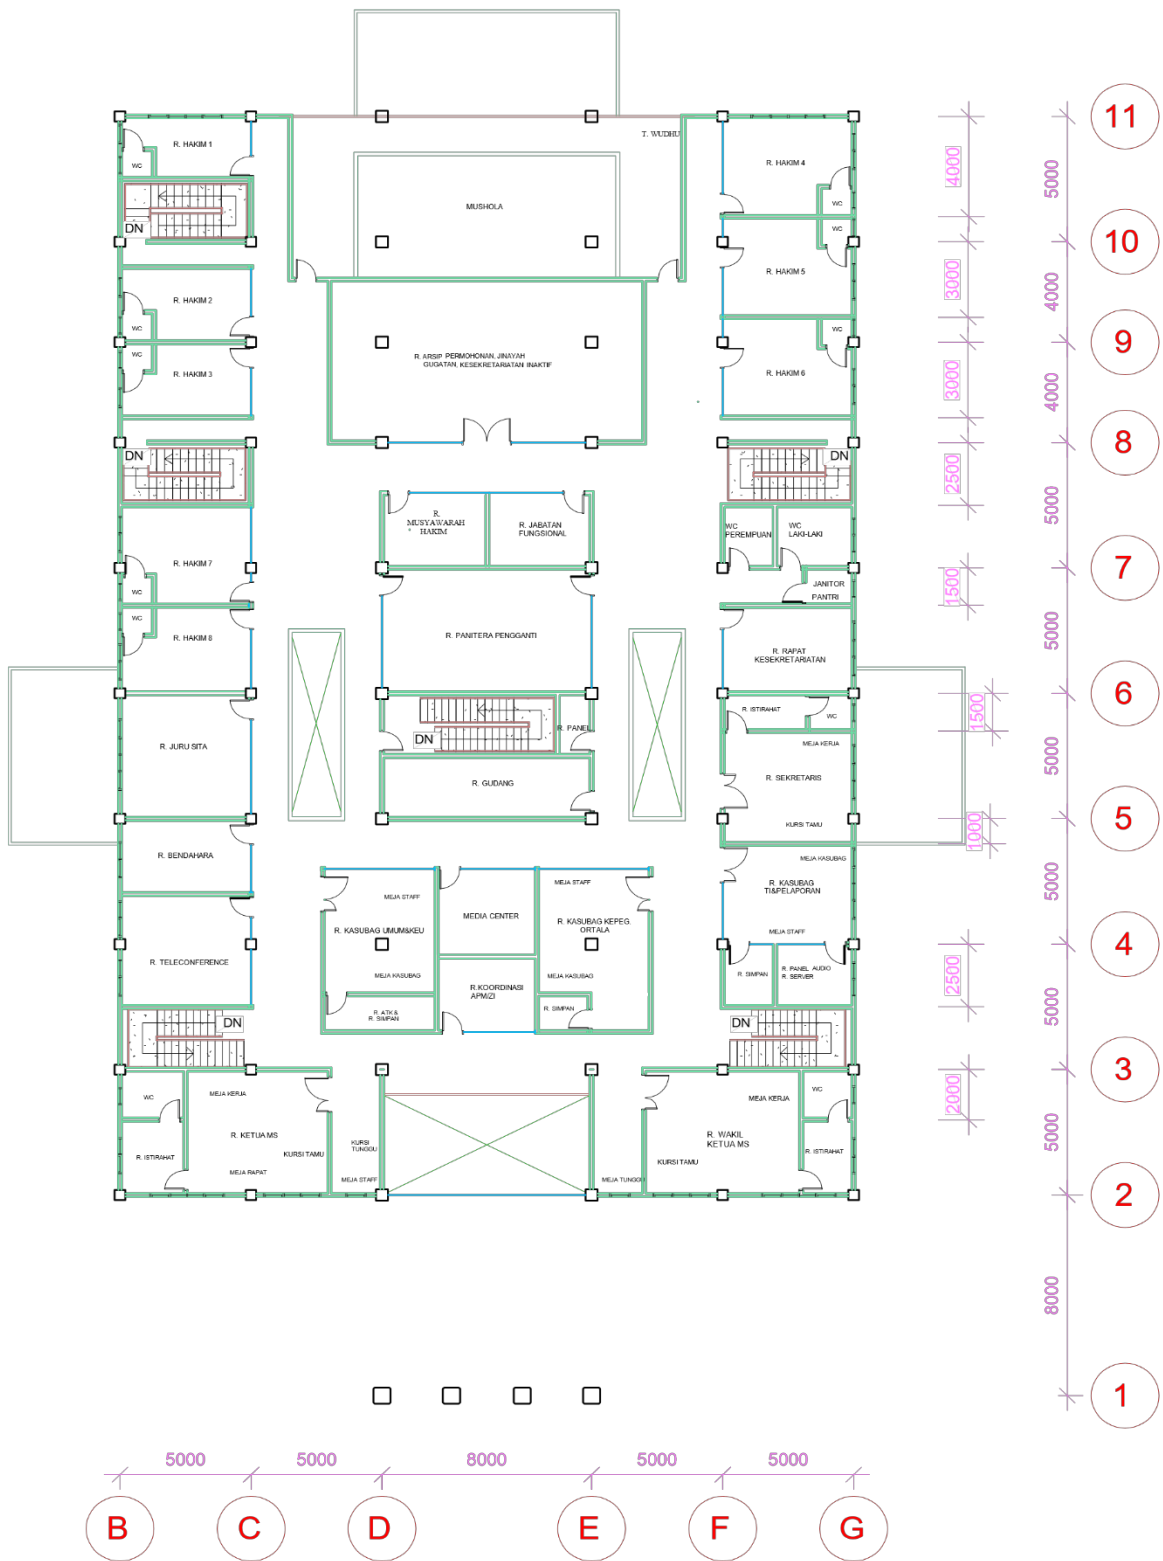 11
4000
5000
T. WUDHU
R. HAKIM 1
R. HAKIM 4
WC
WC
MUSHOLA
DN
WC
10
R. HAKIM 5
R. HAKIM 2
3000
4000
WC
WC
9
R. ARSIP PERMOHONAN, JINAYAH
GUGATAN, KESEKRETARIATAN INAKTIF
WC
R. HAKIM 3
R. HAKIM 6
3000
4000
8
DN
DN
2500
5000
R.
MUSYAWARAH
HAKIM
R. JABATAN
FUNGSIONAL
WC
PEREMPUAN
WC
LAKI-LAKI
R. HAKIM 7
7
WC
JANITOR
PANTRI
1500
WC
R. HAKIM 8
R. PANITERA PENGGANTI
R. RAPAT
KESEKRETARIATAN
5000
6
R. ISTIRAHAT
WC
1500
R. PANEL
DN
R. JURU SITA
MEJA KERJA
5000
R. GUDANG
R. SEKRETARIS
KURSI TAMU
5
1000
R. BENDAHARA
MEJA KASUBAG
R. KASUBAG
TI&PELAPORAN
5000
MEJA STAFF
MEJA STAFF
MEDIA CENTER
R. KASUBAG UMUM&KEU
R. KASUBAG KEPEG.
ORTALA
MEJA STAFF
4
R. TELECONFERENCE
MEJA KASUBAG
R.KOORDINASI
APM/ZI
MEJA KASUBAG
R. SIMPAN
R. PANEL AUDIO
R. SERVER
2500
5000
R. ATK &
R. SIMPAN
R. SIMPAN
DN
DN
3
WC
MEJA KERJA
MEJA KERJA
WC
2000
5000
R. KETUA MS
R. WAKIL
KETUA MS
KURSI
TUNGGU
R. ISTIRAHAT
KURSI TAMU
KURSI TAMU
R. ISTIRAHAT
MEJA RAPAT
MEJA STAFF
MEJA TUNGGU
2
8000
1
5000
5000
8000
5000
5000
B
C
D
E
F
G